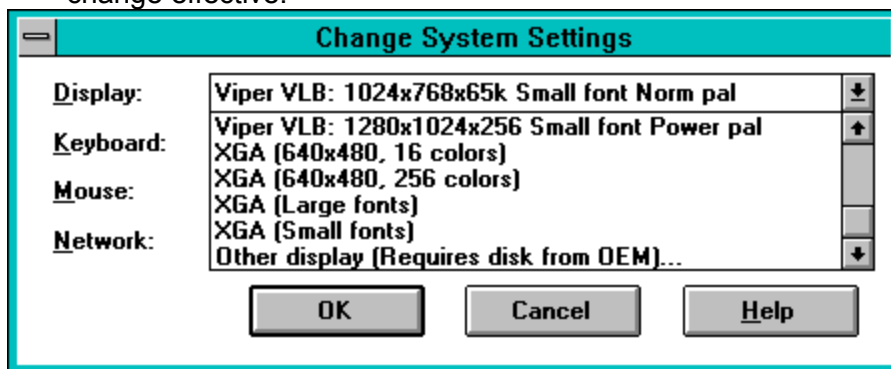 change effective.
Change System Settings
Display: Viper VLB: 1024x768x65k Small font Norm pal
Viper VLB: 1280x1024x256 Small font Power pal
Keyboard: XGA (640x480, 16 colors)
XGA (640x480, 256 colors)
Mouse: XGA (Large fonts)
XGA (Small fonts)
Network: Other display (Requires disk from OEM)...
OK Cancel Help